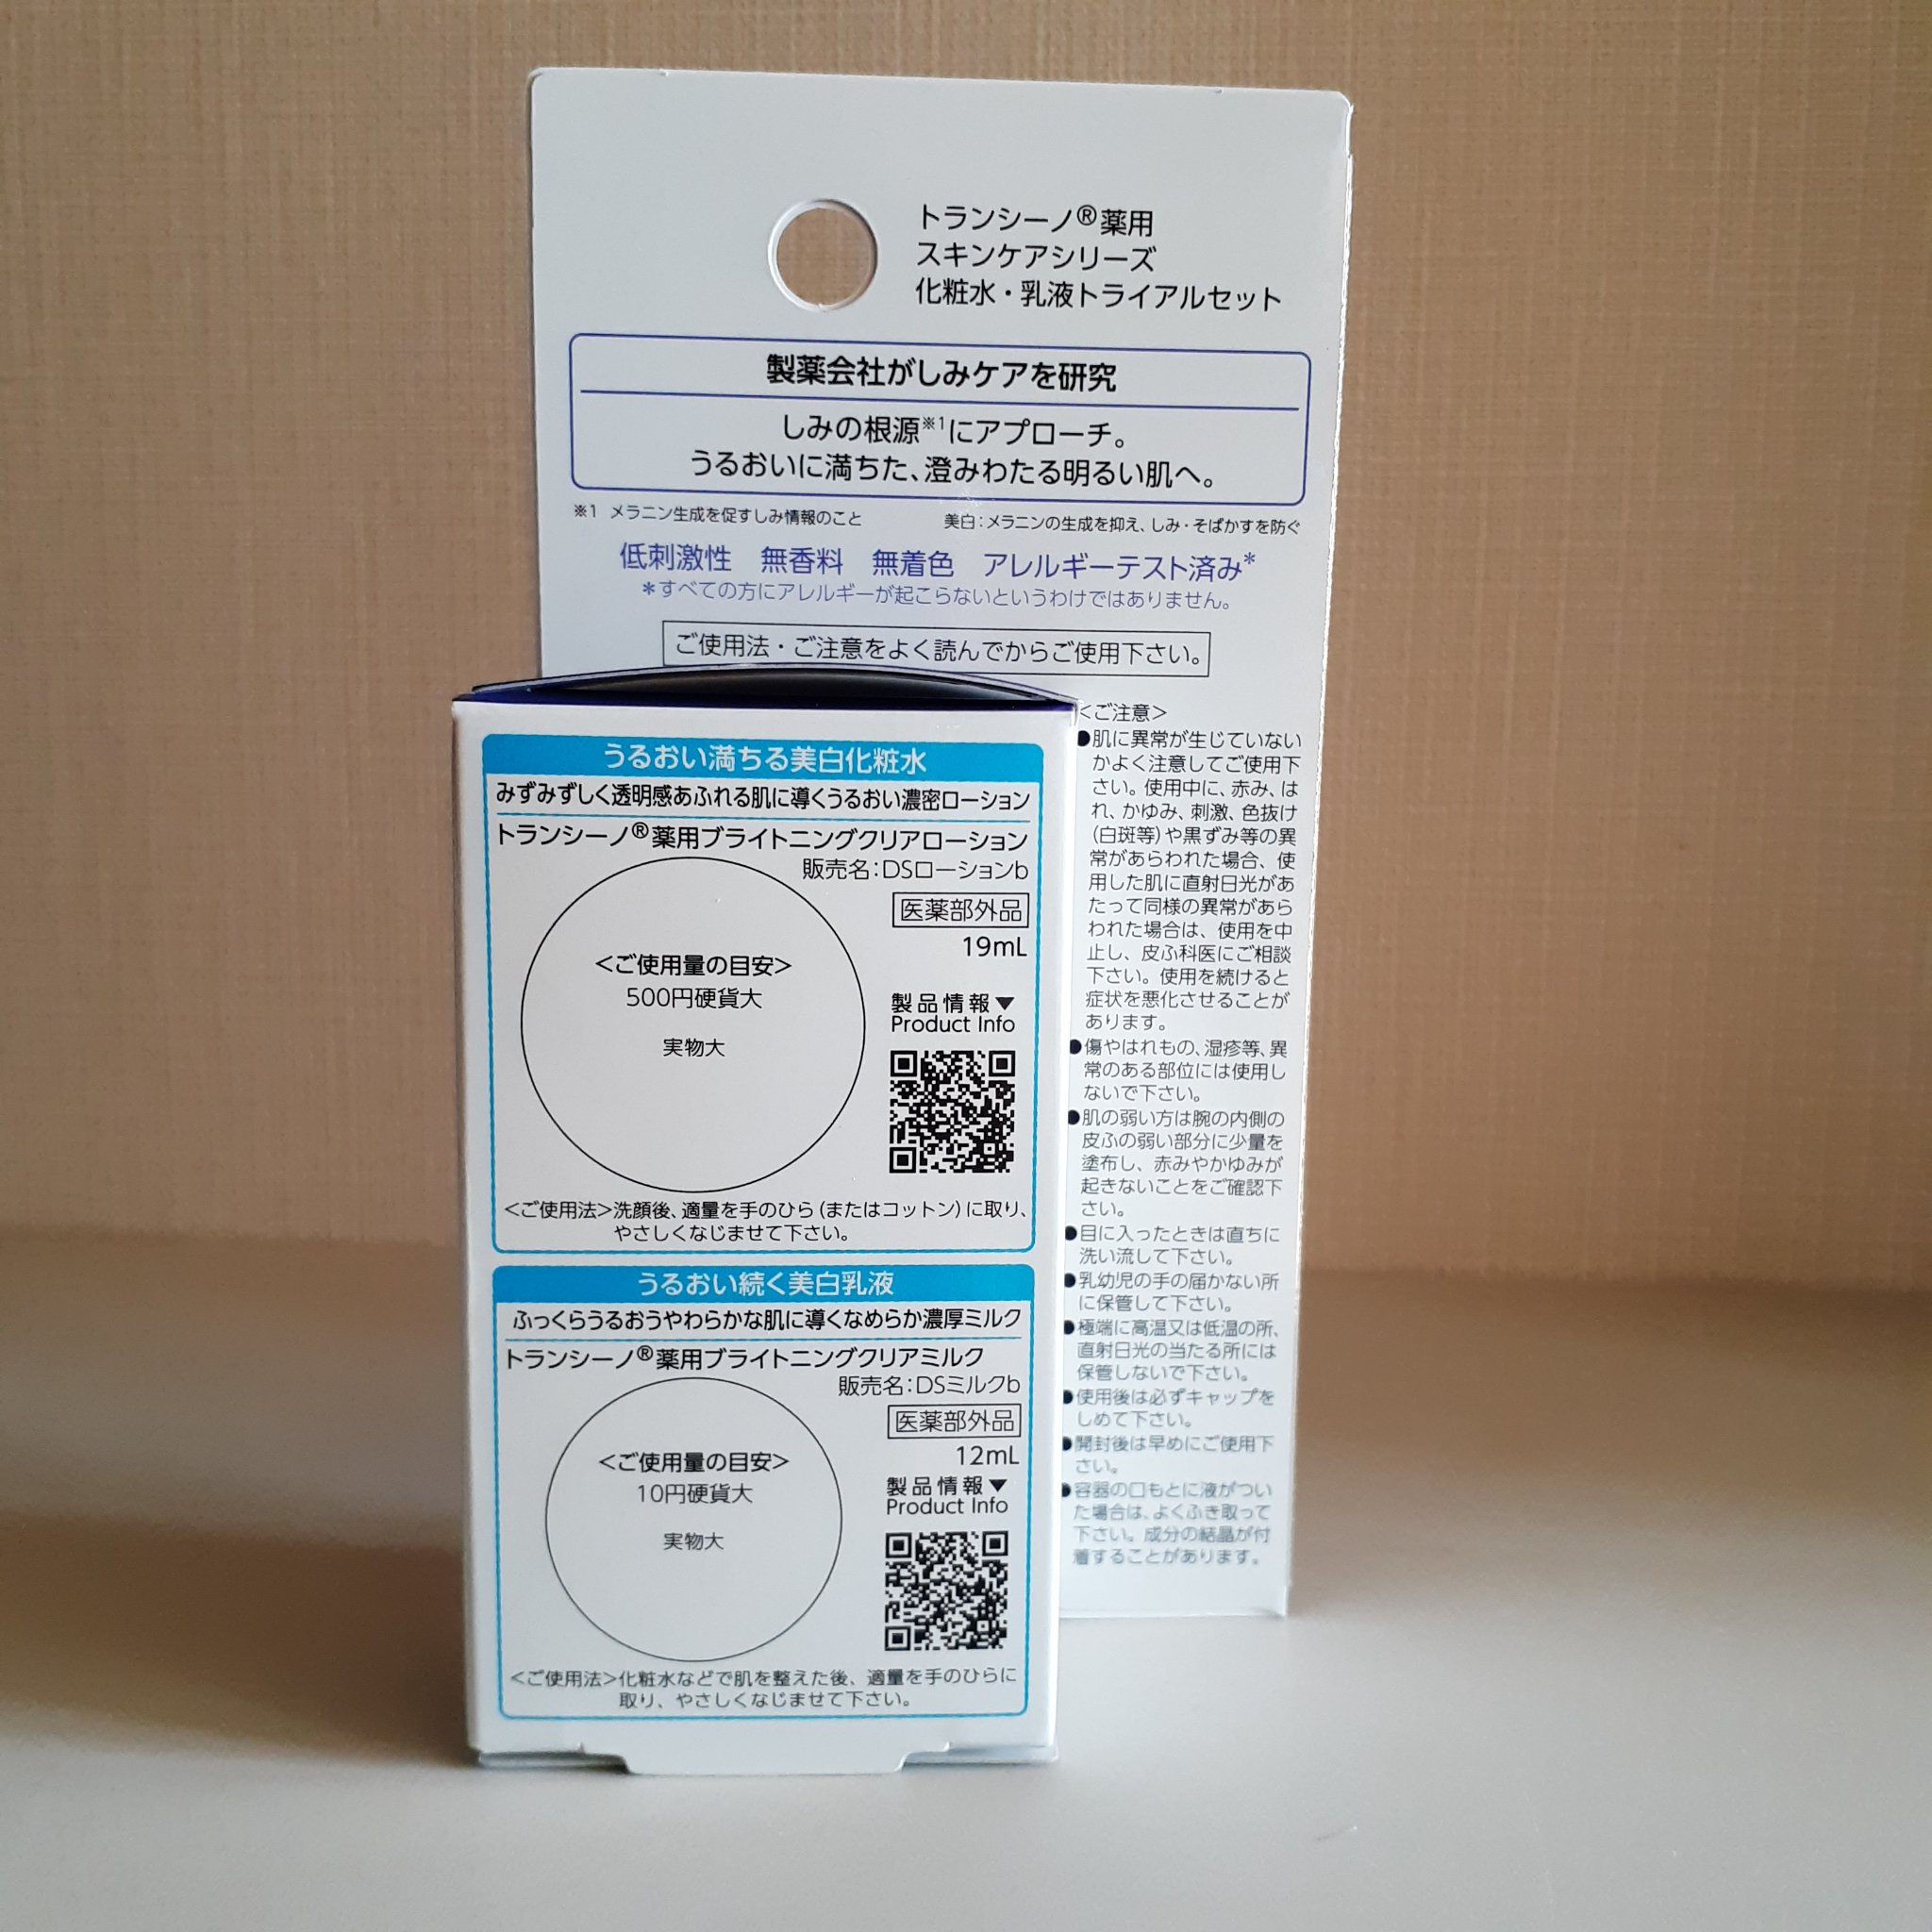 トランシーノ®薬用
スキンケアシリーズ
化粧水・乳液トライアルセット
製薬会社がしみケアを研究
しみの根源※1にアプローチ。
うるおいに満ちた、澄みわたる明るい肌へ。
※1 メラニン生成を促すしみ情報のこと
美白：メラニンの生成を抑え、しみ・そばかすを防ぐ
低刺激性 無香料 無着色 アレルギーテスト済み*
*すべての方にアレルギーが起こらないというわけではありません。
ご使用法・ご注意をよく読んでからご使用下さい。
うるおい満ちる美白化粧水
みずみずしく透明感あふれる肌に導くうるおい濃密ローション
トランシーノ®薬用ブライトニングクリアローション
販売名：DSローションb
医薬部外品
19mL
<ご使用量の目安>
500円硬貨大
実物大
製品情報▼
Product Info
<ご使用法>洗顔後、適量を手のひら（またはコットン）に取り、
やさしくなじませて下さい。
うるおい続く美白乳液
ふっくらうるおうやわらかな肌に導くなめらか濃厚ミルク
トランシーノ®薬用ブライトニングクリアミルク
販売名：DSミルクb
医薬部外品
12mL
<ご使用量の目安>
10円硬貨大
実物大
製品情報▼
Product Info
<ご使用法>化粧水などで肌を整えた後、適量を手のひらに
取り、やさしくなじませて下さい。
<ご注意>
●肌に異常が生じていない
かよく注意してご使用下
さい。使用中に、赤み、は
れ、かゆみ、刺激、色抜け
（白斑等）や黒ずみ等の異
常があらわれた場合、使
用した肌に直射日光があ
たって同様の異常があら
われた場合は、使用を中
止し、皮ふ科医にご相談
下さい。使用を続けると
症状を悪化させることが
あります。
●傷やはれもの、湿疹等、異
常のある部位には使用し
ないで下さい。
●肌の弱い方は腕の内側の
皮ふの弱い部分に少量を
塗布し、赤みやかゆみが
起きないことをご確認下
さい。
●目に入ったときは直ちに
洗い流して下さい。
●乳幼児の手の届かない所
に保管して下さい。
●極端に高温又は低温の所、
直射日光の当たる所には
保管しないで下さい。
●使用後は必ずキャップを
しめて下さい。
●開封後は早めにご使用下
さい。
●容器の口もとに液がつい
た場合は、よくふき取って
下さい。成分の結晶が付
着することがあります。